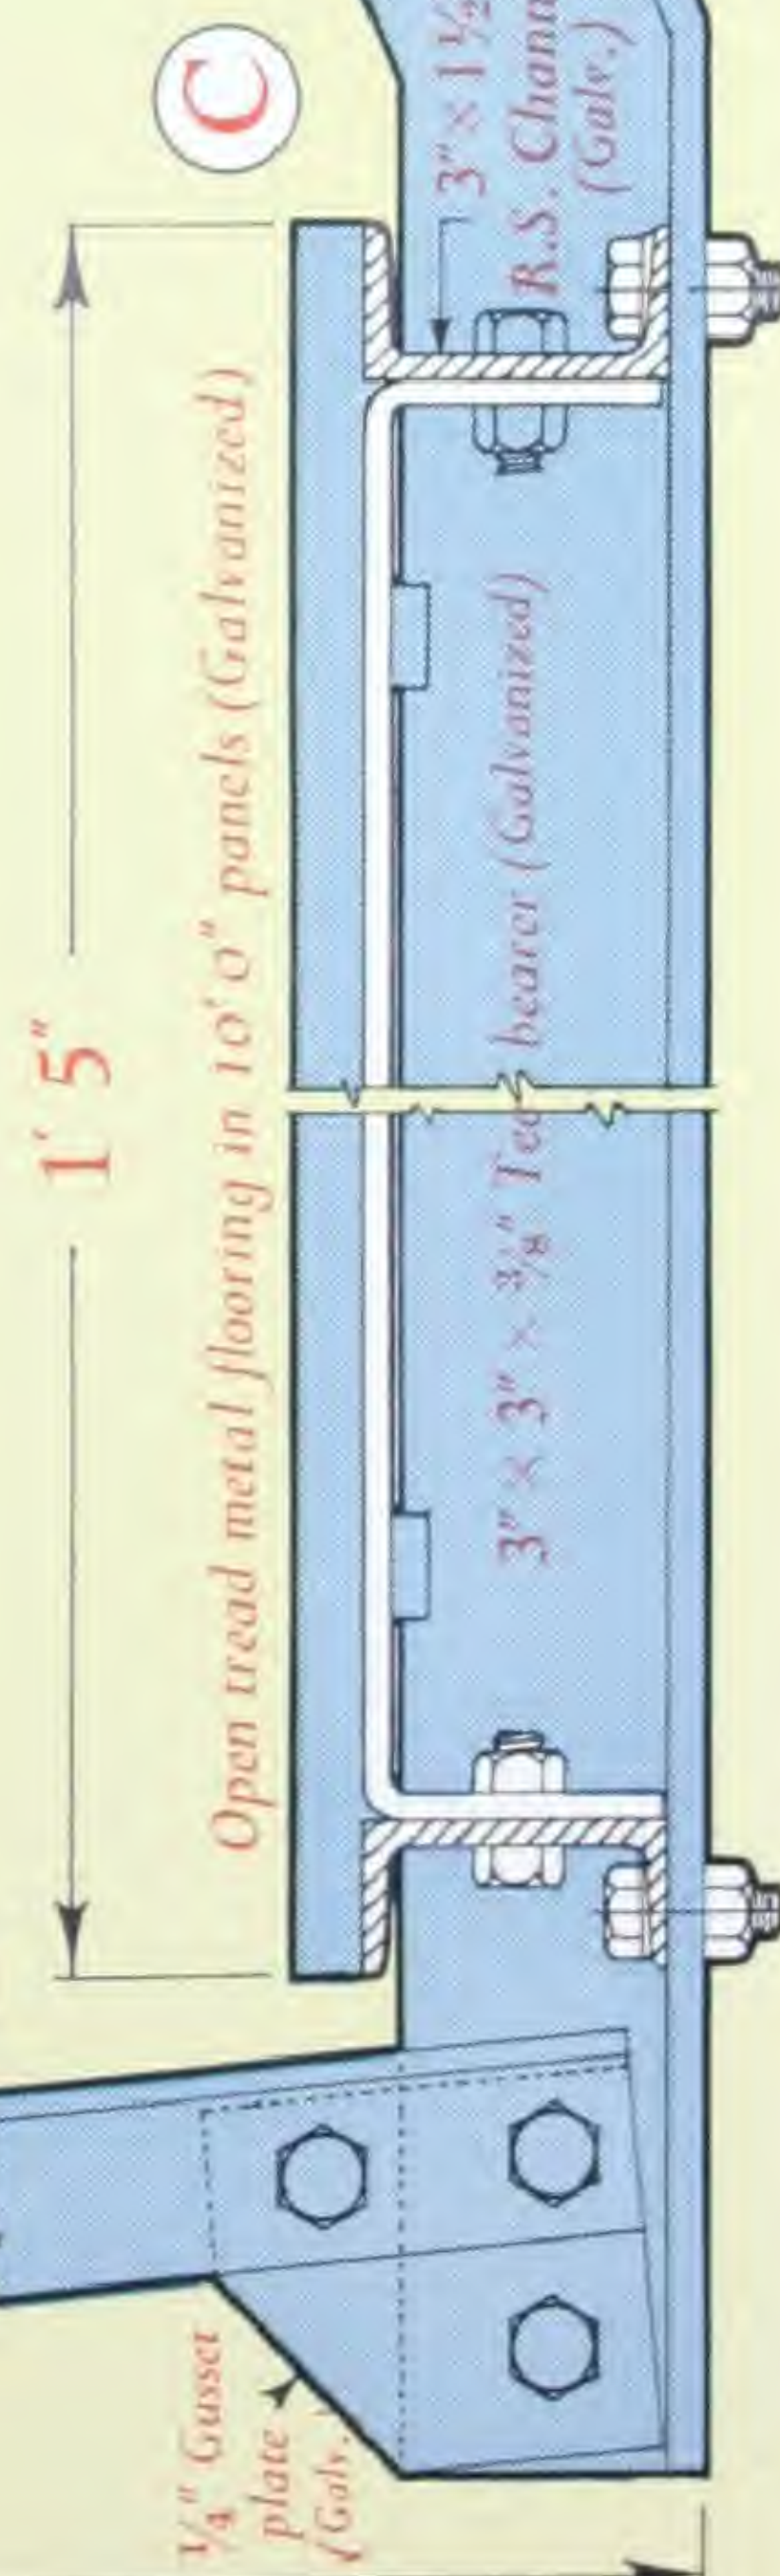 C
1' 5"
Open tread metal flooring in 10' 0" panels (Galvanized)
3" × 1½
R.S. Chann
(Galv.)
3" × 3" × ⅜" Tee bearer (Galvanized)
¼" Gusset
plate
(Galv.)